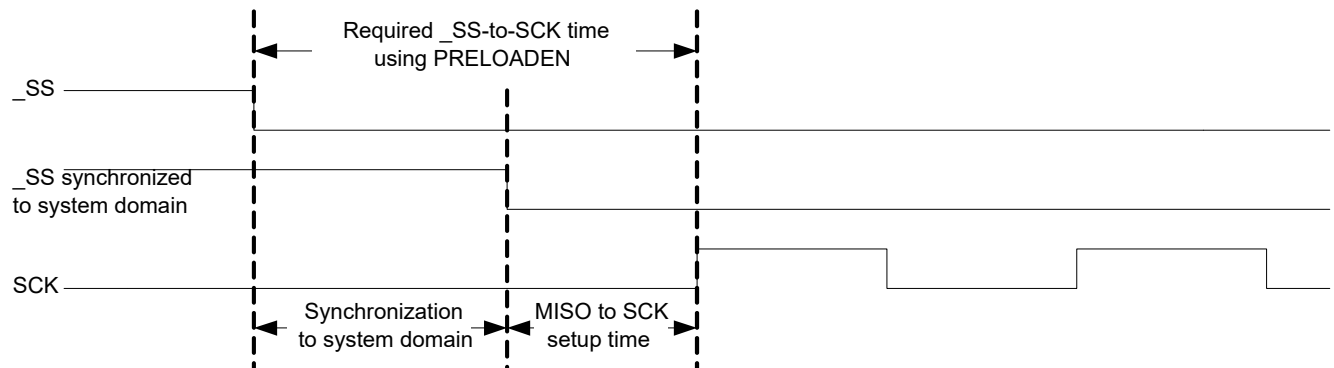 Required _SS-to-SCK time
using PRELOADEN
_SS
_SS synchronized
to system domain
SCK
Synchronization
to system domain
MISO to SCK
setup time